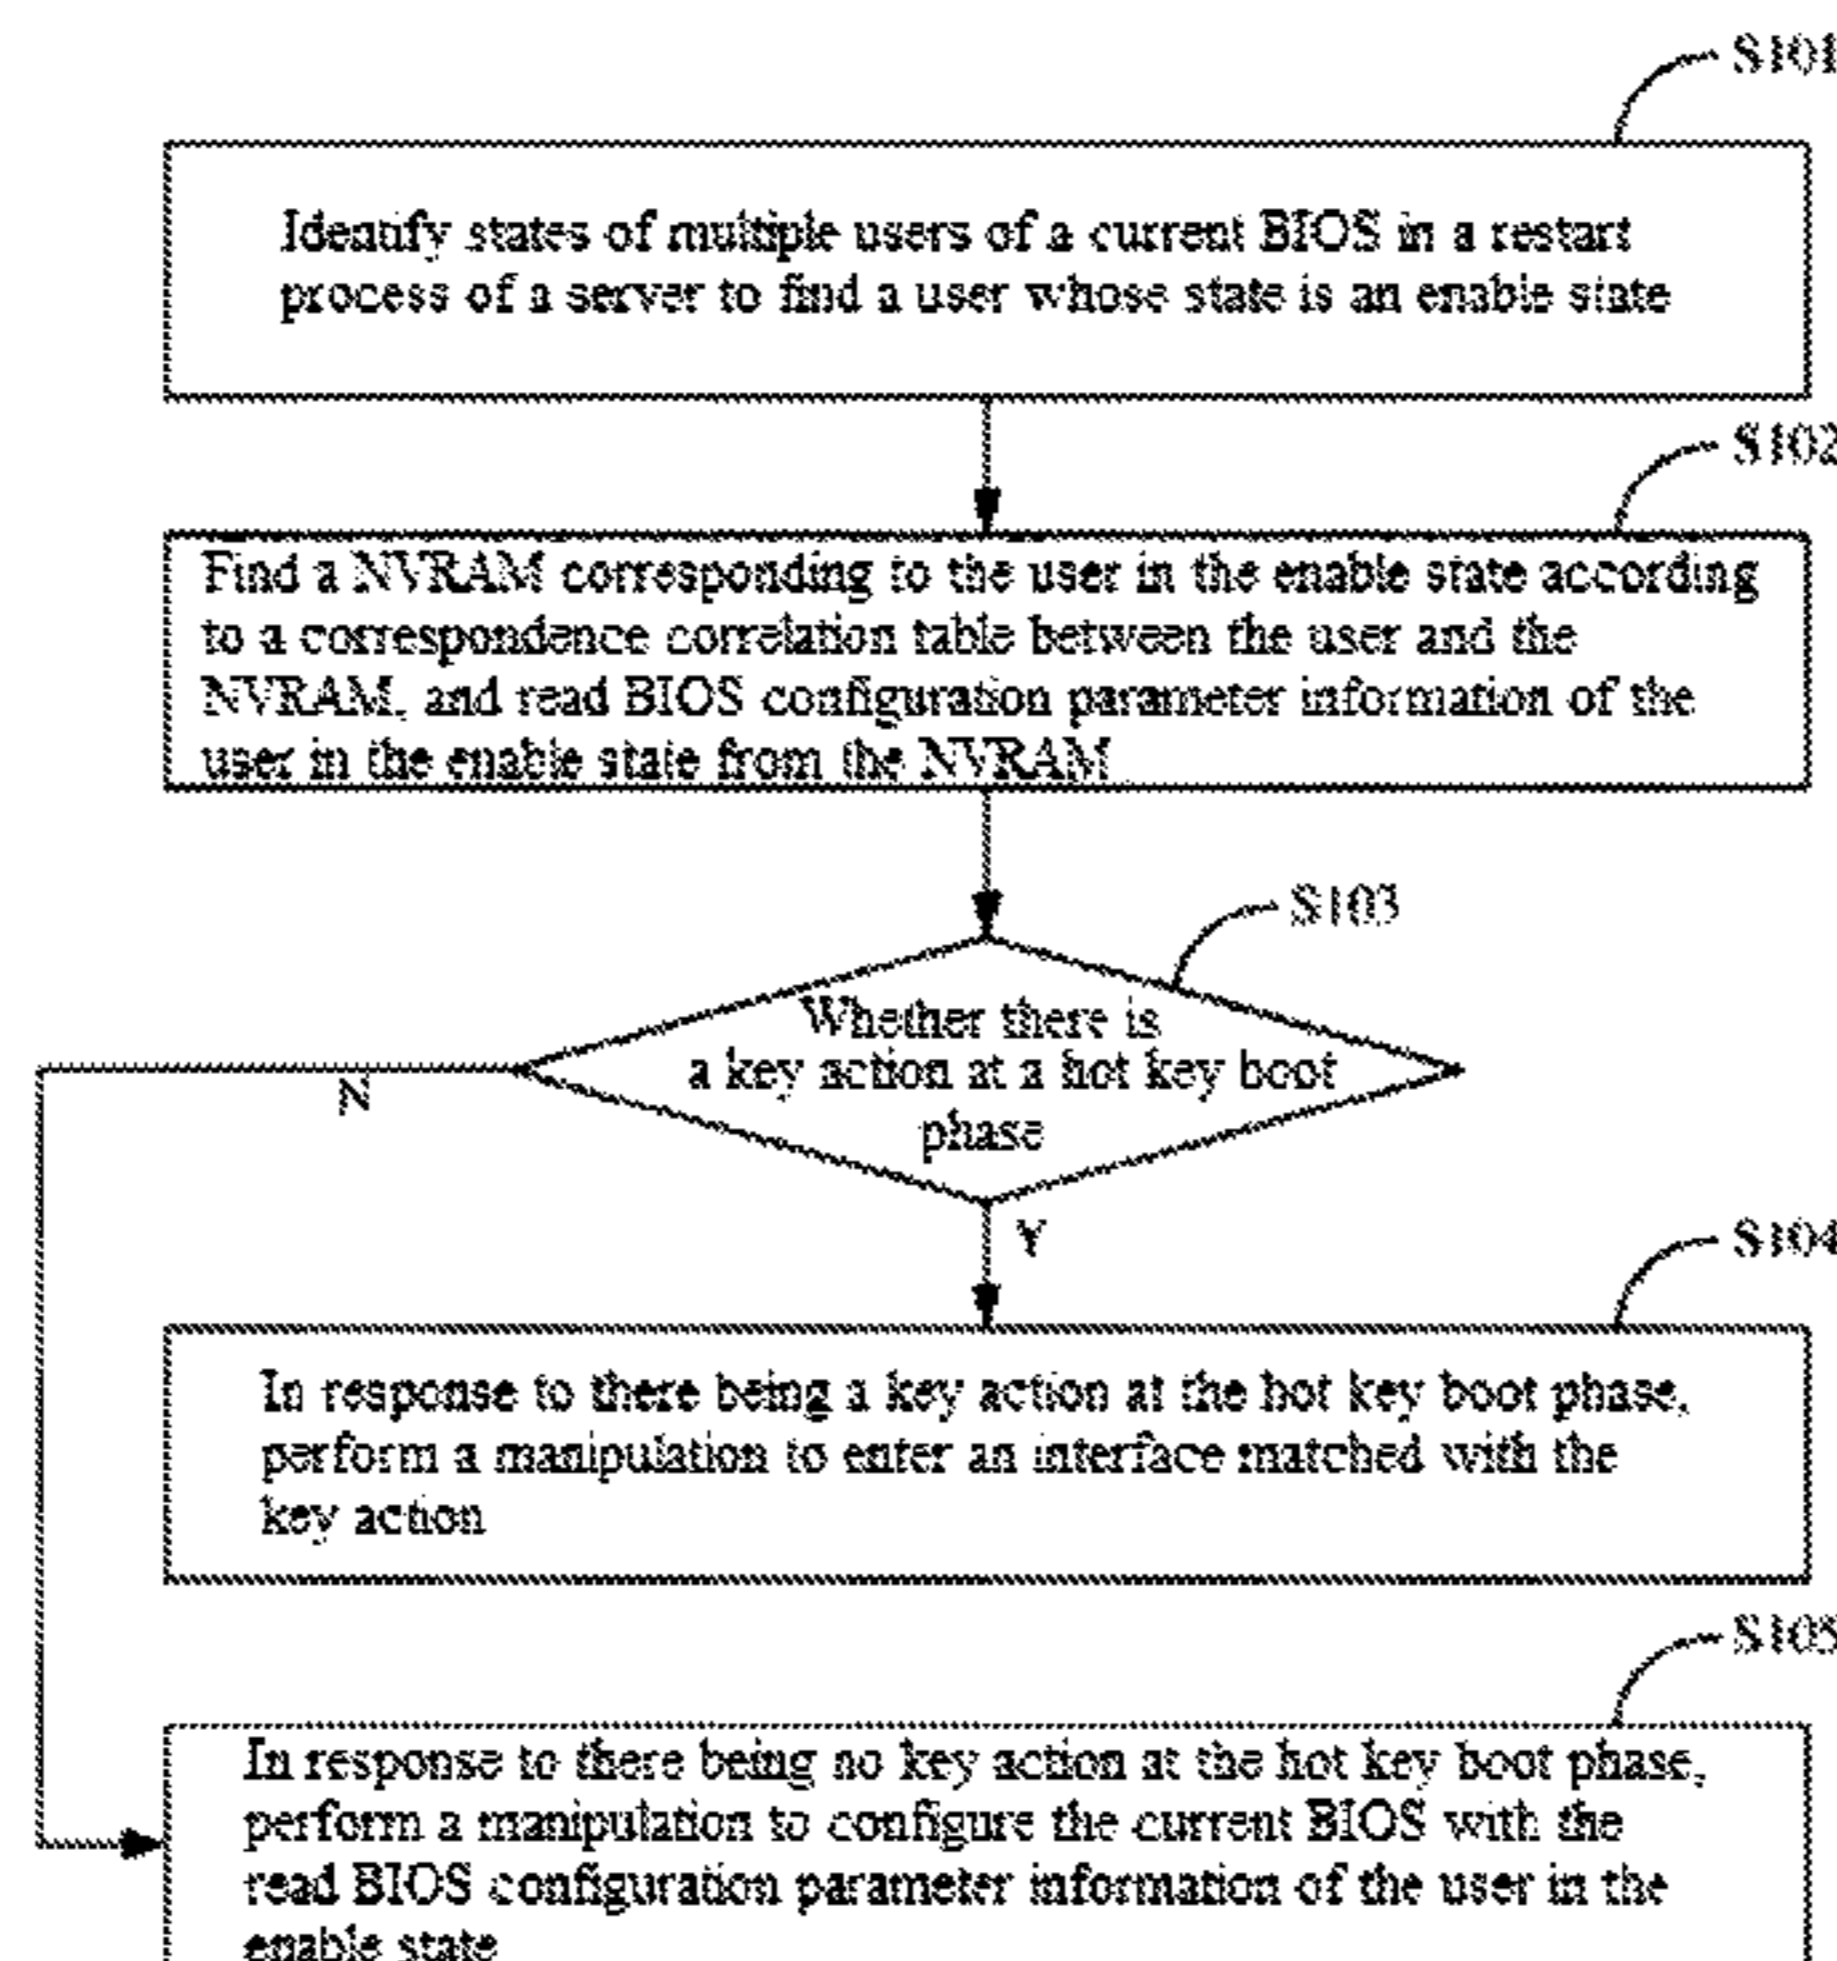 S101
Identify states of multiple users of a current BIOS in a restart
process of a server to find a user whose state is an enable state
S102
Find a NVRAM corresponding to the user in the enable state according
to a correspondence correlation table between the user and the
NVRAM, and read BIOS configuration parameter information of the
user in the enable state from the NVRAM
S103
Whether there is
a key action at a hot key boot
phase
N
Y
S104
In response to there being a key action at the hot key boot phase,
perform a manipulation to enter an interface matched with the
key action
S105
In response to there being no key action at the hot key boot phase,
perform a manipulation to configure the current BIOS with the
read BIOS configuration parameter information of the user in the
enable state